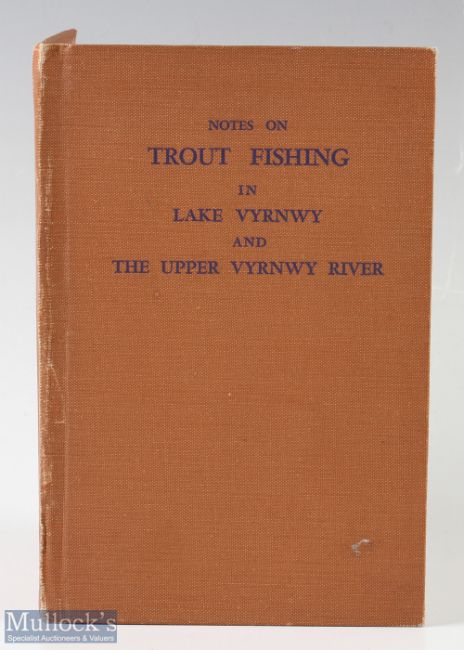 NOTES ON
TROUT FISHING
IN
LAKE VYRNWY
AND
THE UPPER VYRNWY RIVER
Mullock's
Specialist Auctioneers & Valuers